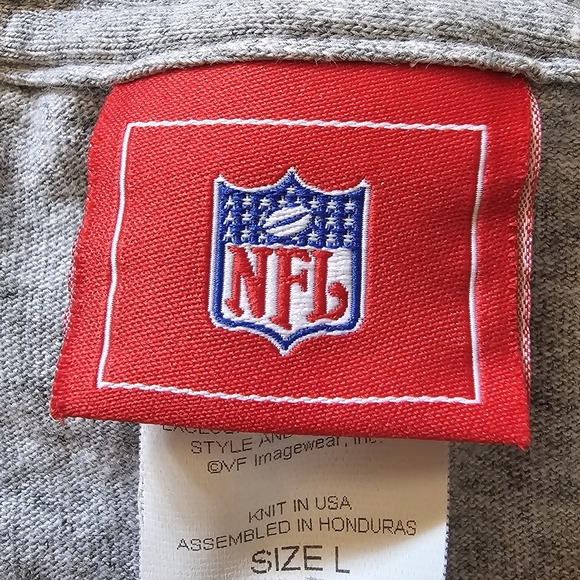 NFL
STYLE AND
©VF Imagewear, Inc.
KNIT IN USA
ASSEMBLED IN HONDURAS
SIZE L